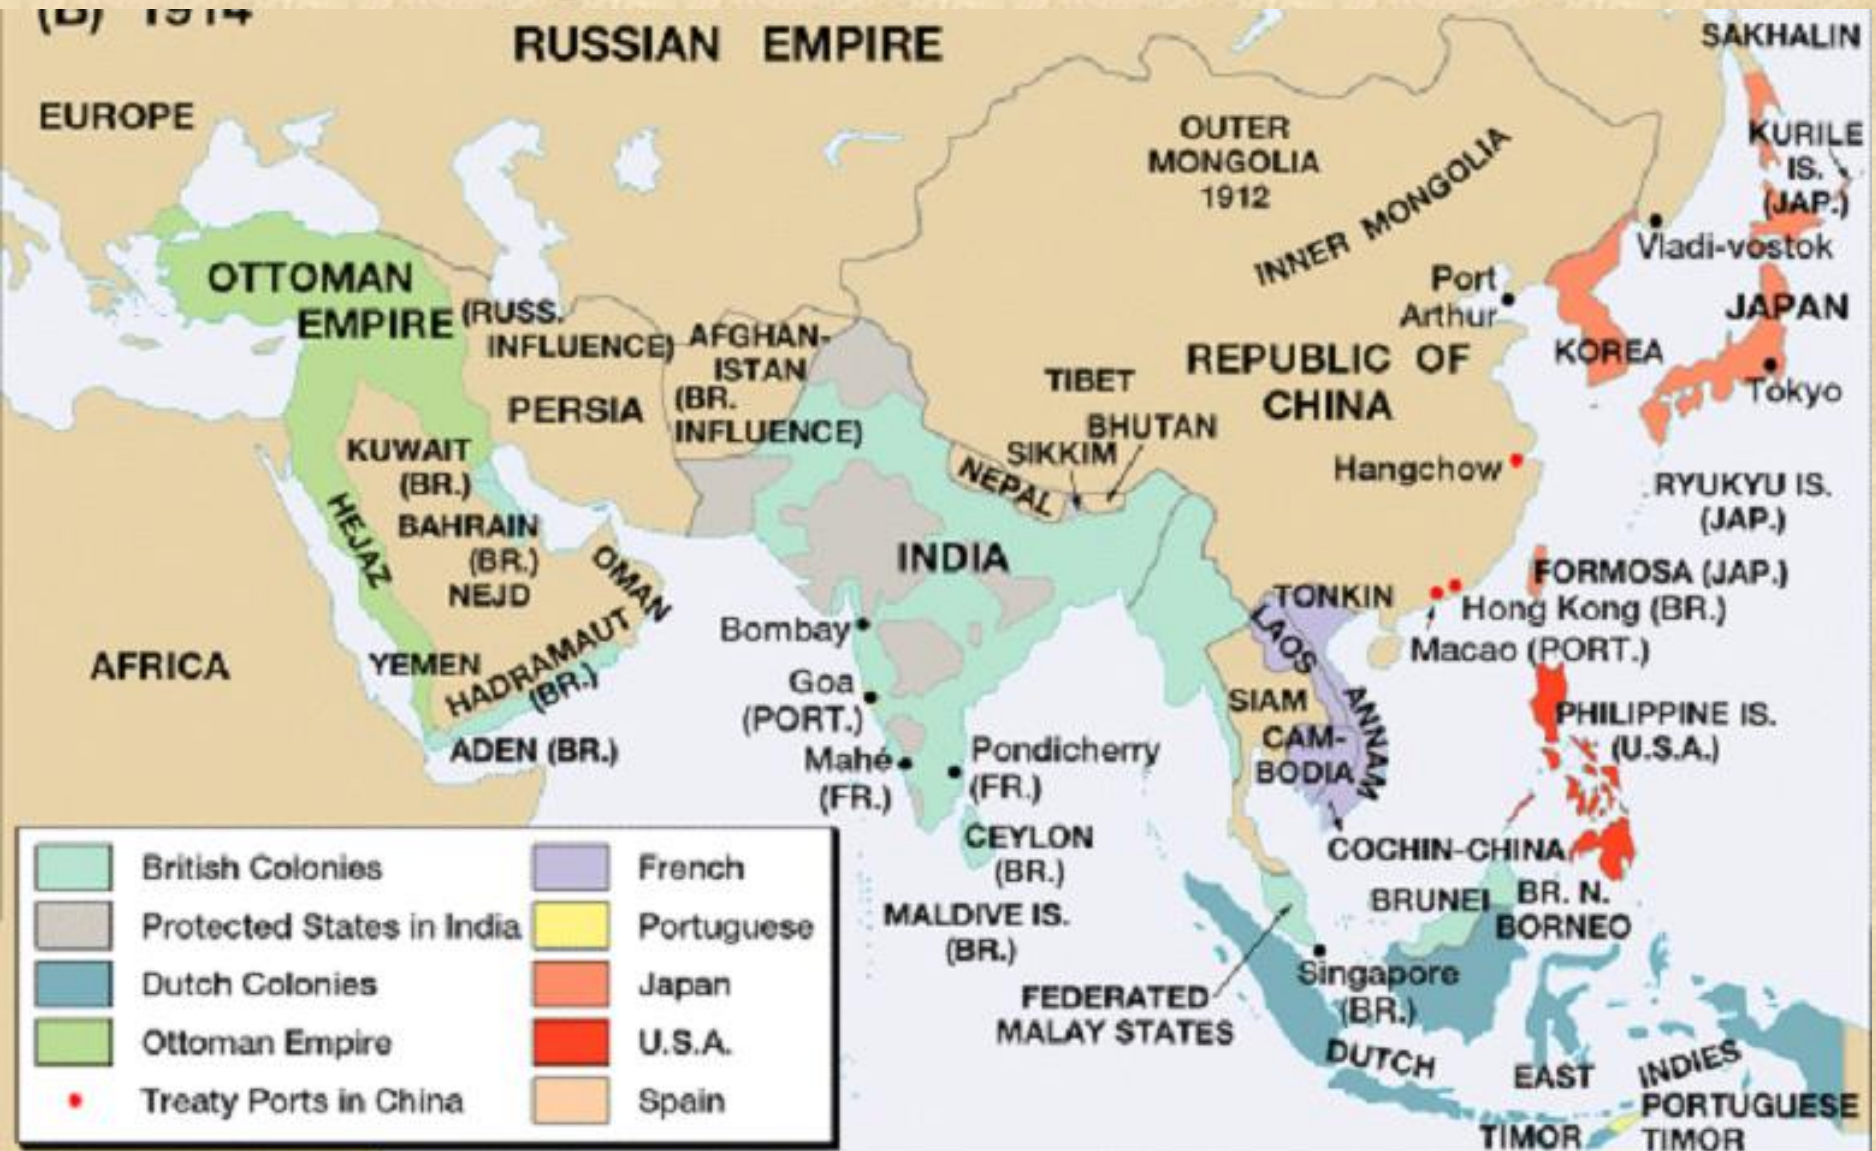 (B) 1914
RUSSIAN EMPIRE
SAKHALIN
EUROPE
OUTER
MONGOLIA
1912
INNER MONGOLIA
KURILE
IS.
(JAP.)
Vladi-vostok
OTTOMAN
EMPIRE
(RUSS.
INFLUENCE)
AFGHAN-
ISTAN
(BR.
INFLUENCE)
PERSIA
Port
Arthur
JAPAN
KOREA
Tokyo
REPUBLIC OF
CHINA
TIBET
BHUTAN
SIKKIM
NEPAL
Hangchow
KUWAIT
(BR.)
HEJAZ
BAHRAIN
(BR.)
NEJD
OMAN
INDIA
RYUKYU IS.
(JAP.)
FORMOSA (JAP.)
TONKIN
Hong Kong (BR.)
Macao (PORT.)
LAOS
AFRICA
YEMEN
HADRAMAUT
(BR.)
ADEN (BR.)
Bombay
Goa
(PORT.)
Mahé
(FR.)
Pondicherry
(FR.)
SIAM
ANNAM
CAM-
BODIA
PHILIPPINE IS.
(U.S.A.)
CEYLON
(BR.)
COCHIN-CHINA
MALDIVE IS.
(BR.)
BRUNEI
BR. N.
BORNEO
FEDERATED
MALAY STATES
Singapore
(BR.)
DUTCH
EAST
INDIES
PORTUGUESE
TIMOR
TIMOR
British Colonies
Protected States in India
Dutch Colonies
Ottoman Empire
Treaty Ports in China
French
Portuguese
Japan
U.S.A.
Spain